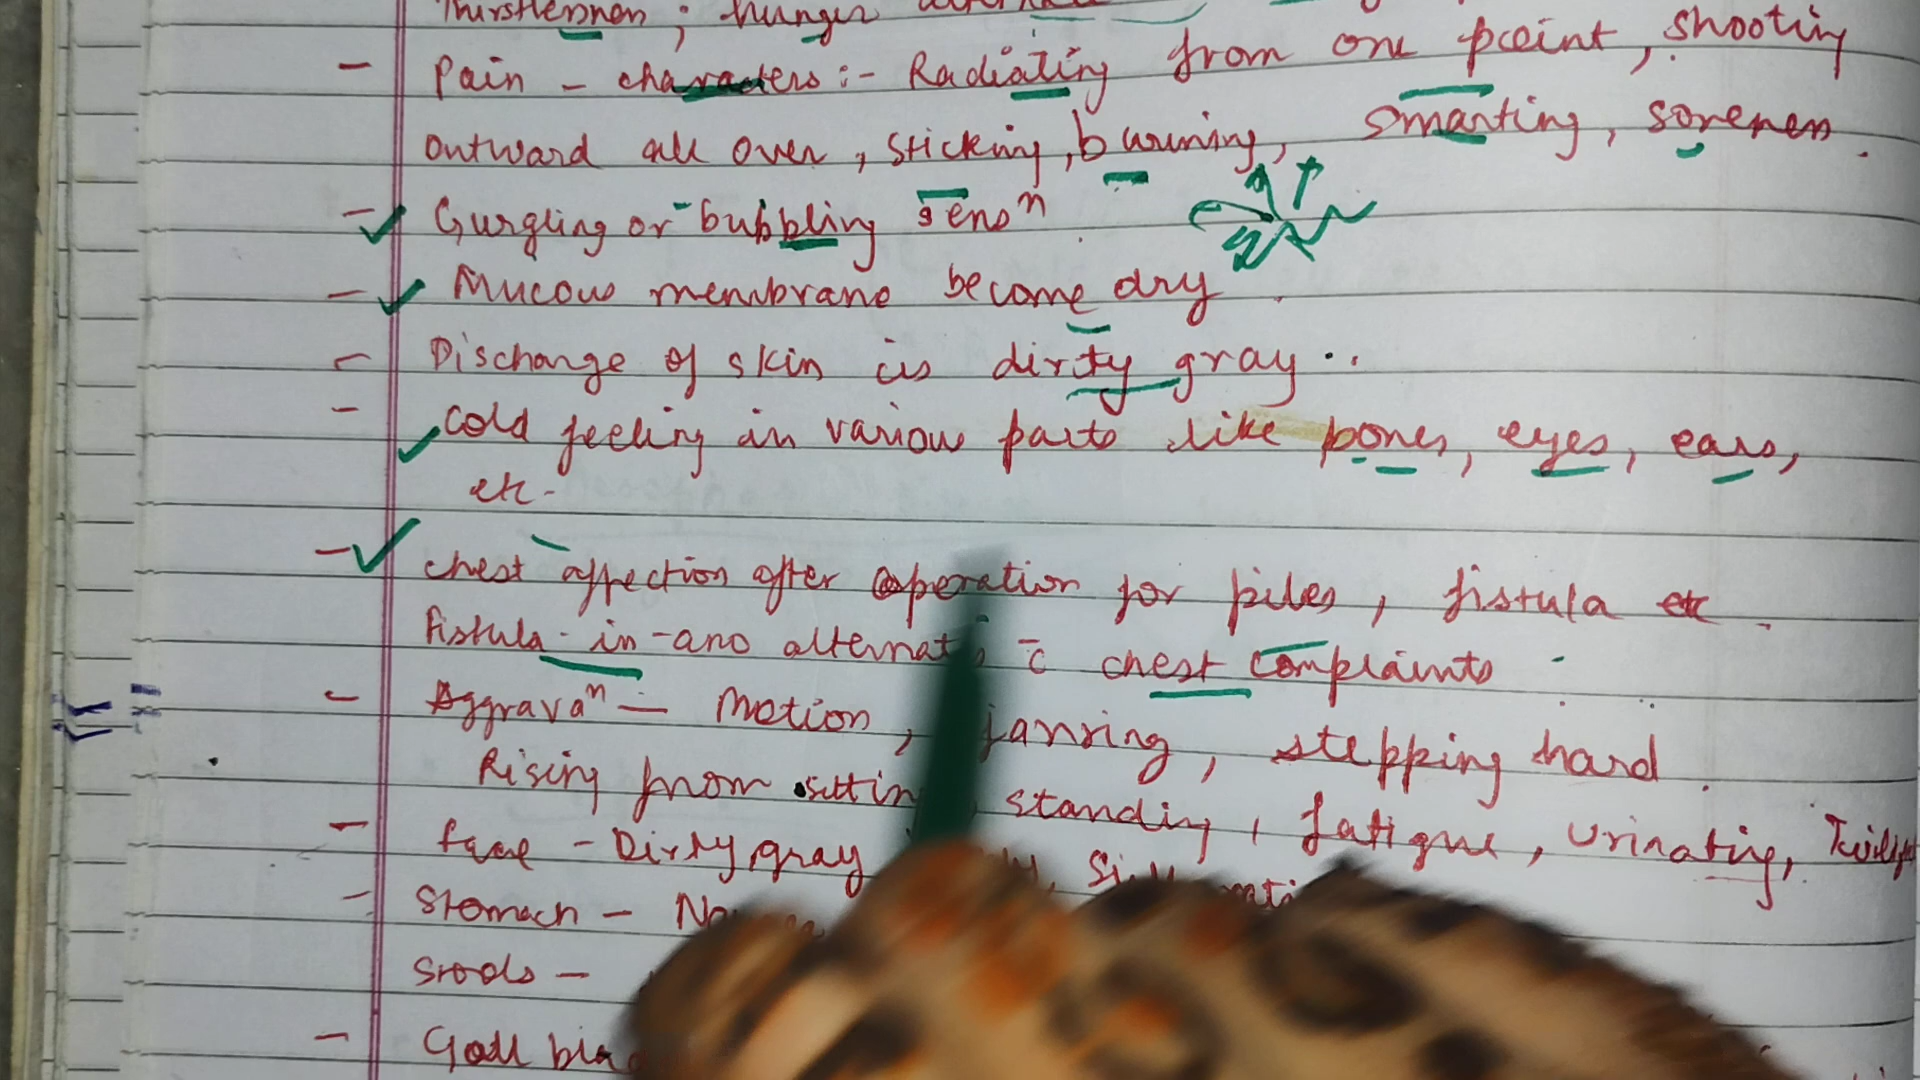 Thirstlessness ; hunger
- Pain - characters :- Radiating from one point, shooting
outward all over, sticking, burning, smarting, soreness.
- Gurgling or bubbling sensn
- Mucous membrane become dry.
- Discharge of skin is dirty gray..
- Cold feeling in various parts like bones, eyes, ears,
etc-
- chest affection after operation for piles, fistula etc.
fistula-in-ano c̄ chest complaints.
- Aggravan - Motion, jarring, stepping hard.
Rising from sitting, standing, fatigue, urinating,
- face - Dirty gray
- Stomach -
Stools -
- Gall